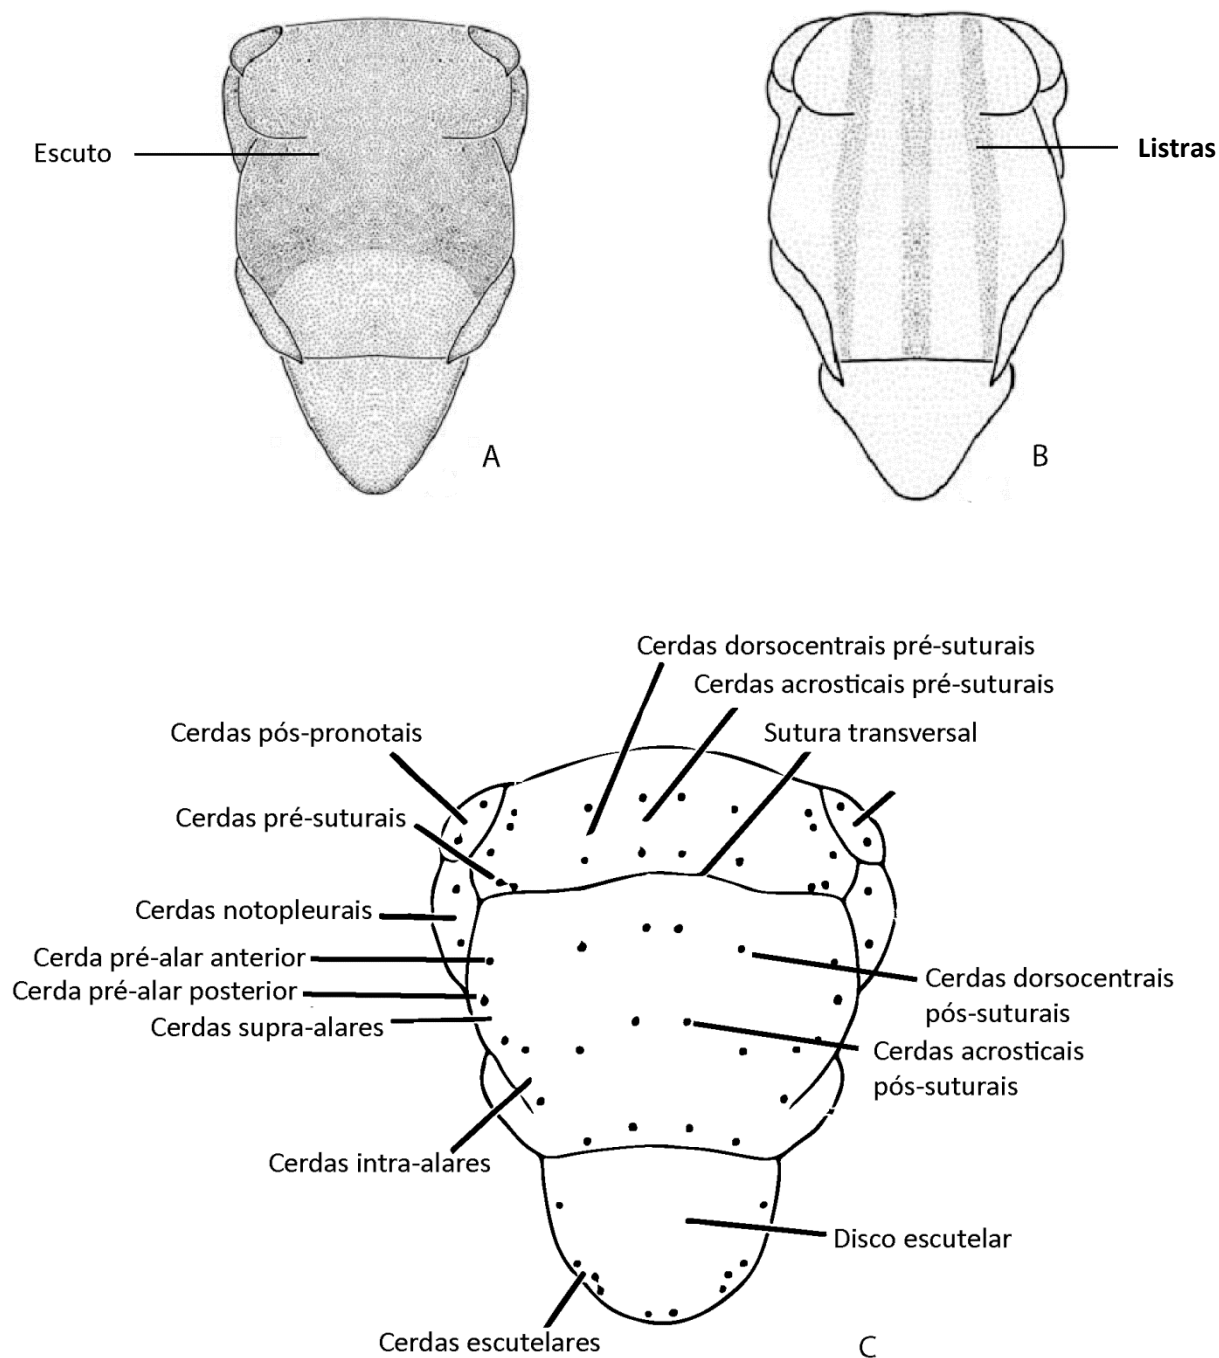 Escuto
Listras
A
B
Cerdas dorsocentrais pré-suturais
Cerdas acrosticais pré-suturais
Cerdas pós-pronotais
Sutura transversal
Cerdas pré-suturais
Cerdas notopleurais
Cerda pré-alar anterior
Cerda pré-alar posterior
Cerdas supra-alares
Cerdas dorsocentrais
pós-suturais
Cerdas acrosticais
pós-suturais
Cerdas intra-alares
Disco escutelar
Cerdas escutelares
C